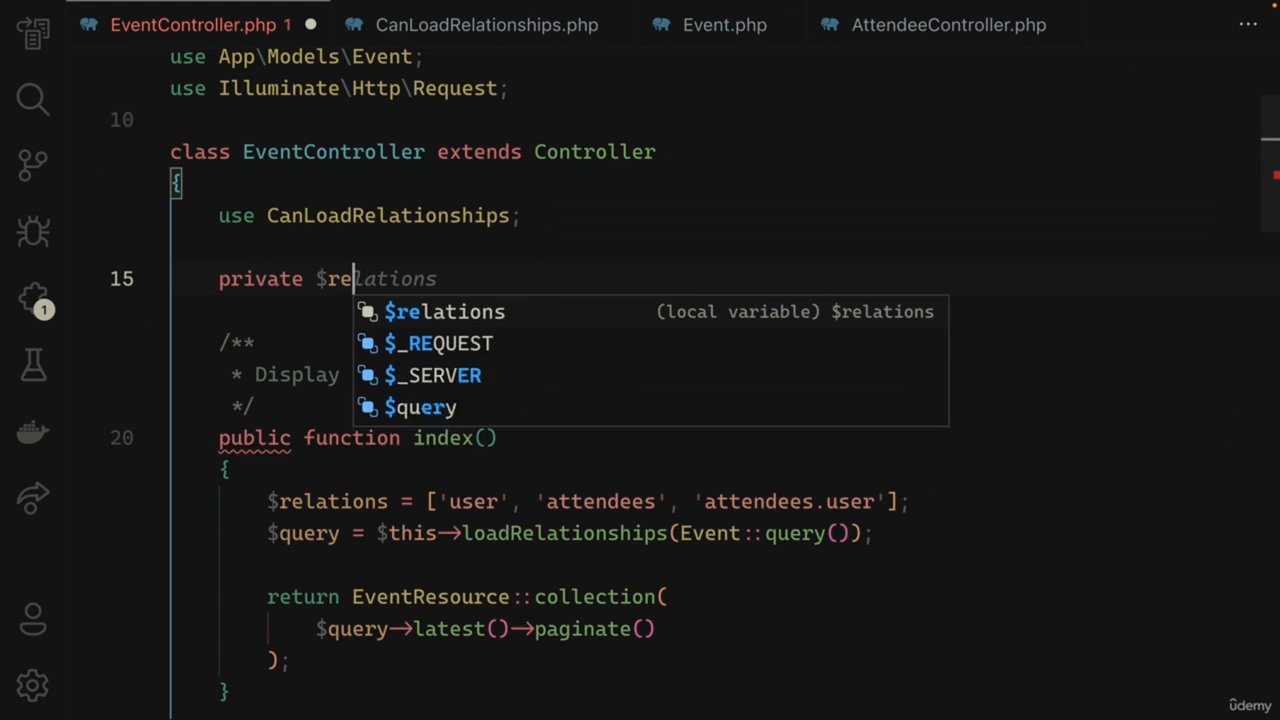 EventController.php 1
CanLoadRelationships.php
Event.php
AttendeeController.php
use App\Models\Event;
use Illuminate\Http\Request;
10
class EventController extends Controller
{
use CanLoadRelationships;
15 private $relations
$relations (local variable) $relations
$_REQUEST
$_SERVER
$query
/**
* Display
*/
20 public function index()
{
$relations = ['user', 'attendees', 'attendees.user'];
$query = $this->loadRelationships(Event::query());
return EventResource::collection(
$query->latest()->paginate()
);
}
1
udemy